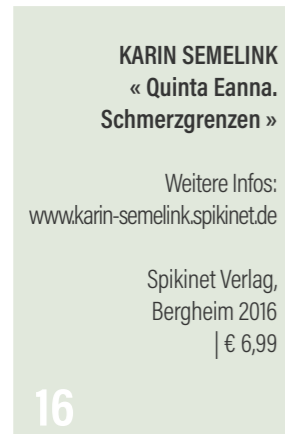 KARIN SEMELINK
« Quinta Eanna.
Schmerzgrenzen »
Weitere Infos:
www.karin-semelink.spikinet.de
Spikinet Verlag,
Bergheim 2016
| € 6,99
16